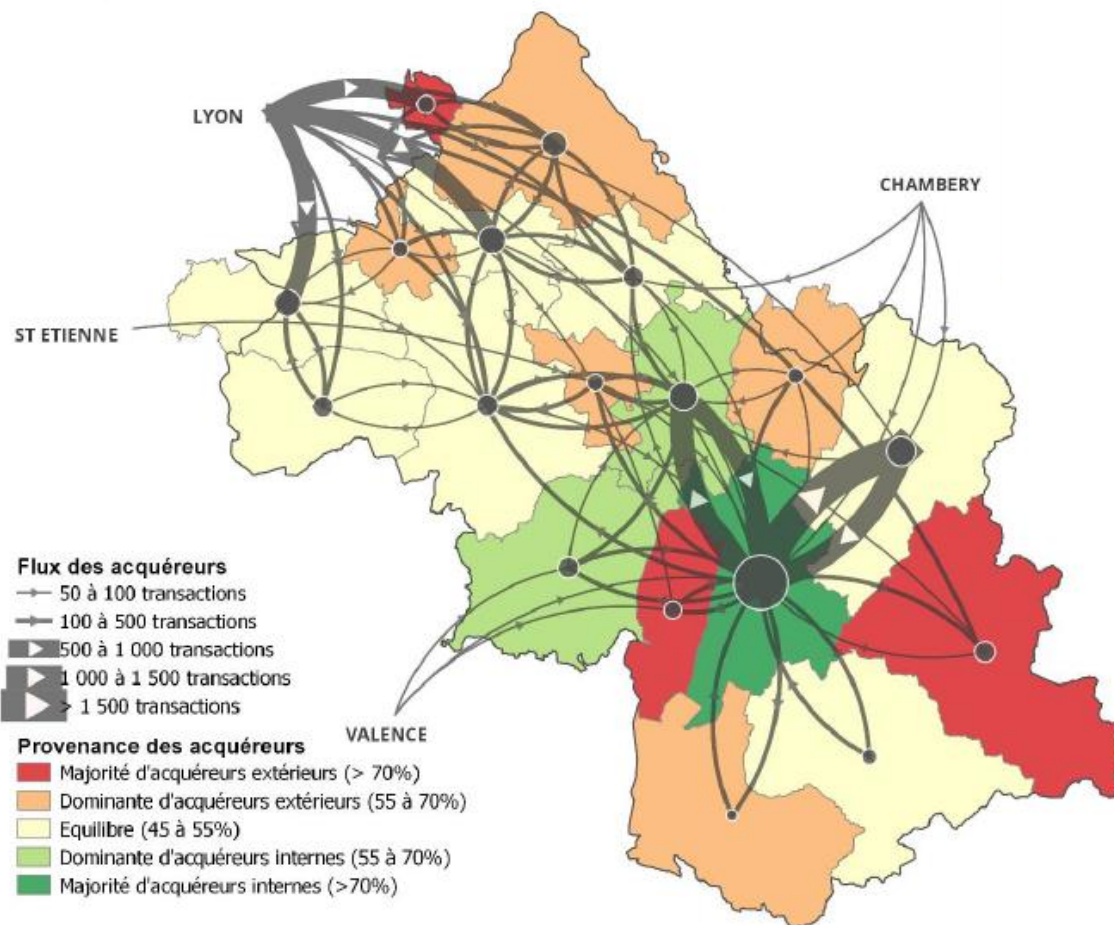 LYON
CHAMBERY
ST ETIENNE
Flux des acquéreurs
50 à 100 transactions
100 à 500 transactions
500 à 1 000 transactions
1 000 à 1 500 transactions
> 1 500 transactions
VALENCE
Provenance des acquéreurs
Majorité d'acquéreurs extérieurs (> 70%)
Dominante d'acquéreurs extérieurs (55 à 70%)
Equilibre (45 à 55%)
Dominante d'acquéreurs internes (55 à 70%)
Majorité d'acquéreurs internes (>70%)